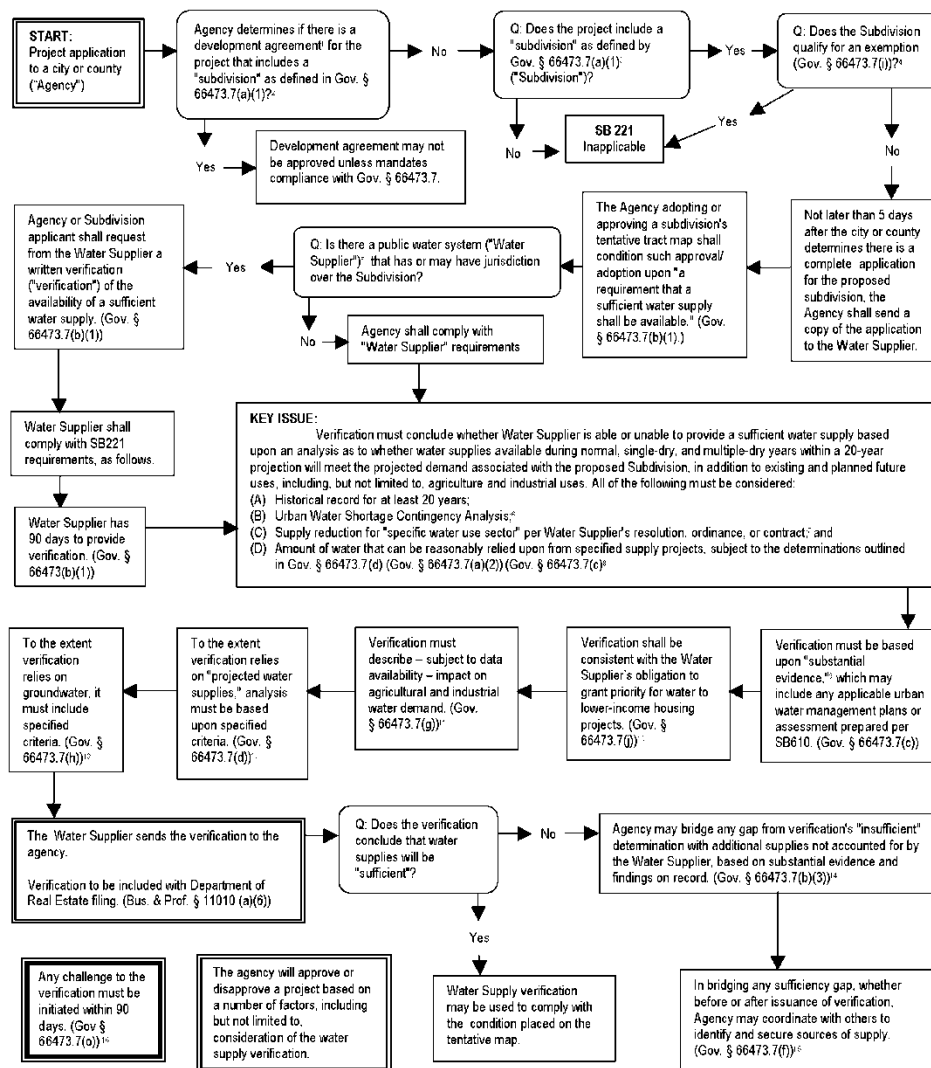 START:
Project application
to a city or county
("Agency")
Agency determines if there is a
development agreement¹ for the
project that includes a
"subdivision" as defined in Gov. §
66473.7(a)(1)?²
No
Q: Does the project include
a "subdivision" as defined by
Gov. § 66473.7(a)(1)
("Subdivision")?
Yes
Q: Does the Subdivision
qualify for an exemption
(Gov. § 66473.7(i))?⁴
Yes
Development agreement may not
be approved unless mandates
compliance with Gov. § 66473.7.
No
SB 221
Inapplicable
Yes
No
Agency or Subdivision
applicant shall request
from the Water Supplier a
written verification
("verification") of the
availability of a sufficient
water supply. (Gov. §
66473.7(b)(1))
Yes
Q: Is there a public water system ("Water
Supplier") that has or may have jurisdiction
over the Subdivision?
No
Agency shall comply with
"Water Supplier" requirements
The Agency adopting or
approving a subdivision's
tentative tract map shall
condition such approval/
adoption upon "a
requirement that a
sufficient water supply
shall be available." (Gov.
§ 66473.7(b)(1).)
Not later than 5 days
after the city or county
determines there is a
complete application
for the proposed
subdivision, the
Agency shall send a
copy of the application
to the Water Supplier.
Water Supplier shall
comply with SB221
requirements, as follows.
Water Supplier has
90 days to provide
verification. (Gov. §
66473(b)(1))
KEY ISSUE:
Verification must conclude whether Water Supplier is able or unable to provide a sufficient water supply based
upon an analysis as to whether water supplies available during normal, single-dry, and multiple-dry years within a 20-year
projection will meet the projected demand associated with the proposed Subdivision, in addition to existing and planned future
uses, including, but not limited to, agriculture and industrial uses. All of the following must be considered:
(A) Historical record for at least 20 years;
(B) Urban Water Shortage Contingency Analysis;
(C) Supply reduction for "specific water use sector" per Water Supplier's resolution, ordinance, or contract; and
(D) Amount of water that can be reasonably relied upon from specified supply projects, subject to the determinations outlined
in Gov. § 66473.7(d) (Gov. § 66473.7(a)(2)) (Gov. § 66473.7(c)⁸
To the extent
verification
relies on
groundwater, it
must include
specified
criteria. (Gov. §
66473.7(h))
To the extent
verification relies
on "projected water
supplies," analysis
must be based
upon specified
criteria. (Gov. §
66473.7(d))
Verification must
describe – subject to data
availability – impact on
agricultural and industrial
water demand. (Gov.
§ 66473.7(g))
Verification shall be
consistent with the Water
Supplier's obligation to
grant priority for water to
lower-income housing
projects. (Gov. §
66473.7(j))
Verification must be based
upon "substantial
evidence," which may
include any applicable urban
water management plans or
assessment prepared per
SB610. (Gov. § 66473.7(c))
The Water Supplier sends the verification to the
agency.
Verification to be included with Department of
Real Estate filing. (Bus. & Prof. § 11010 (a)(6))
Q: Does the verification
conclude that water
supplies will be
"sufficient"?
No
Agency may bridge any gap from verification's "insufficient"
determination with additional supplies not accounted for by
the Water Supplier, based on substantial evidence and
findings on record. (Gov. § 66473.7(b)(3))¹⁴
Yes
Any challenge to the
verification must be
initiated within 90
days. (Gov §
66473.7(o))¹⁶
The agency will approve or
disapprove a project based on
a number of factors, including
but not limited to,
consideration of the water
supply verification.
Water Supply verification
may be used to comply with
the condition placed on the
tentative map.
In bridging any sufficiency gap, whether
before or after issuance of verification,
Agency may coordinate with others to
identify and secure sources of supply.
(Gov. § 66473.7(f))